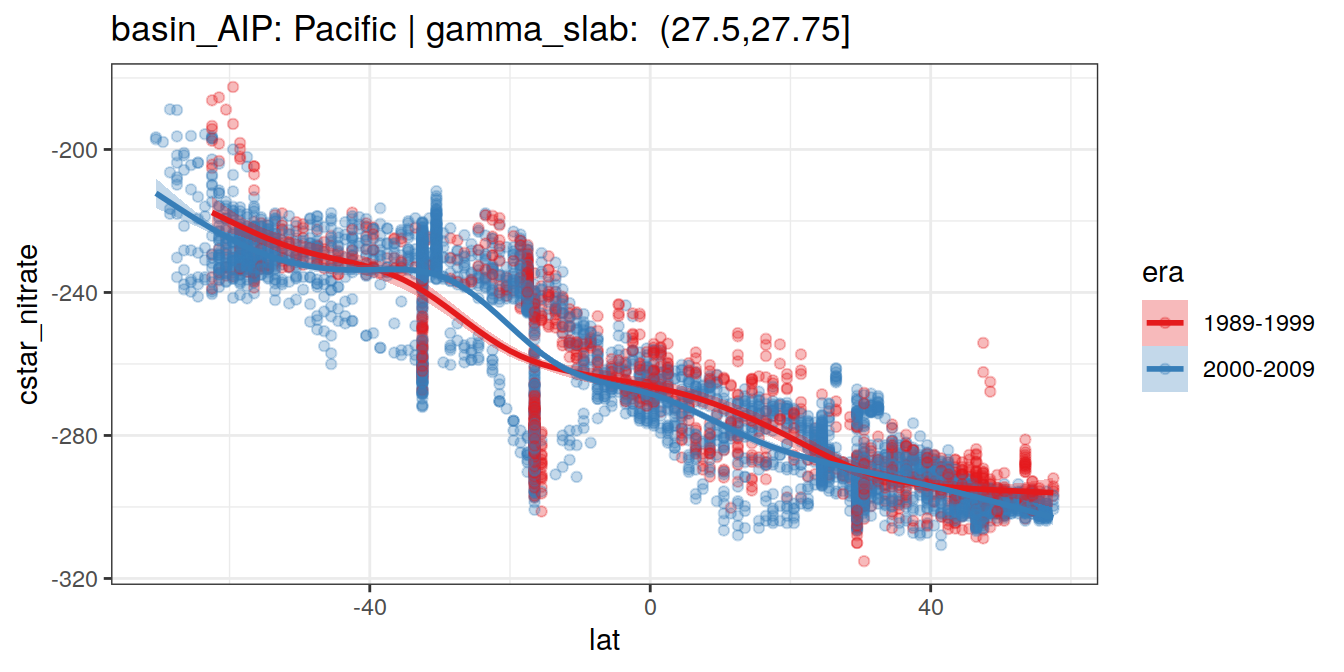 basin_AIP: Pacific | gamma_slab:  (27.5,27.75]
cstar_nitrate
-200
-240
-280
-320
-40
0
40
lat
era
1989-1999
2000-2009